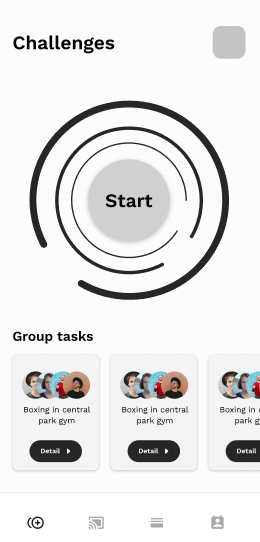 Challenges
Start
Group tasks
Boxing in central
park gym
Detail
Boxing in central
park gym
Detail
Boxing in
park
Detail